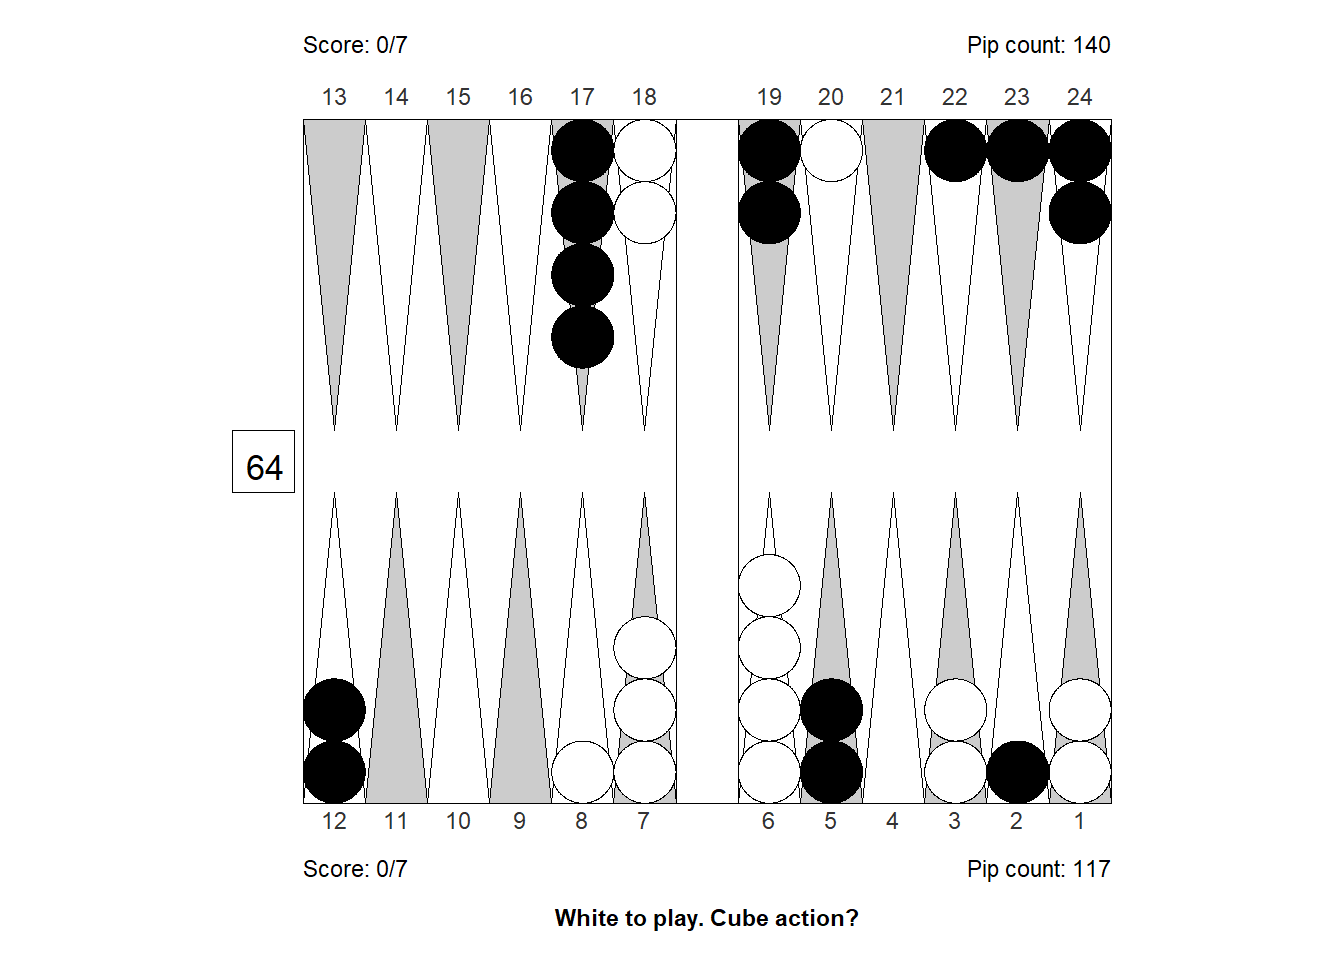 Score: 0/7 Pip count: 140
13 14 15 16 17 18 19 20 21 22 23 24
64
12 11 10 9 8 7 6 5 4 3 2 1
Score: 0/7 Pip count: 117
White to play. Cube action?